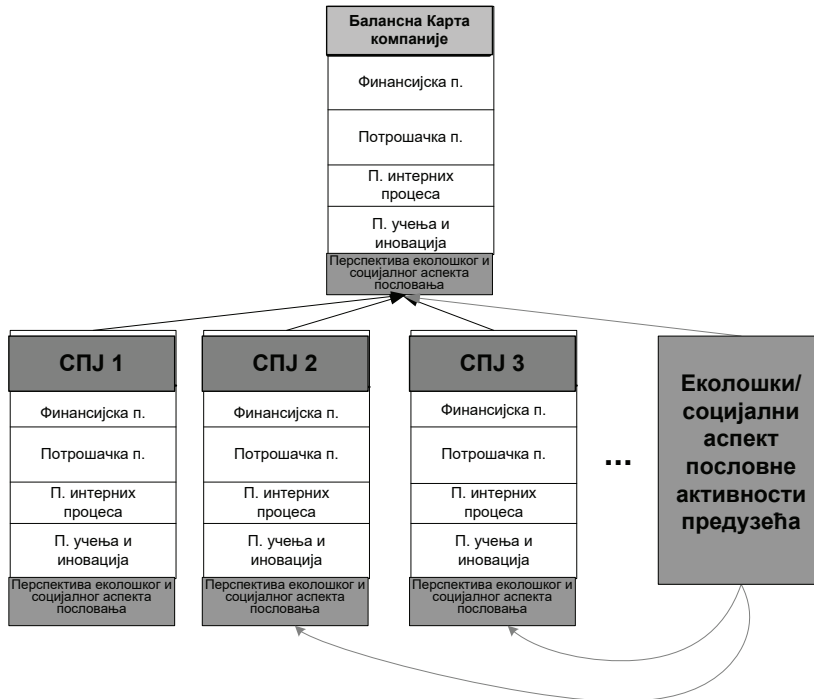 Балансна Карта
компаније
Финансијска п.
Потрошачка п.
П. интерних
процеса
П. учења и
иновација
Перспектива еколошког и
социјалног аспекта
пословања
СПЈ 1
Финансијска п.
Потрошачка п.
П. интерних
процеса
П. учења и
иновација
Перспектива еколошког и
социјалног аспекта
пословања
СПЈ 2
Финансијска п.
Потрошачка п.
П. интерних
процеса
П. учења и
иновација
Перспектива еколошког и
социјалног аспекта
пословања
СПЈ 3
Финансијска п.
Потрошачка п.
П. интерних
процеса
П. учења и
иновација
Перспектива еколошког и
социјалног аспекта
пословања
...
Еколошки/
социјални
аспект
пословне
активности
предузећа